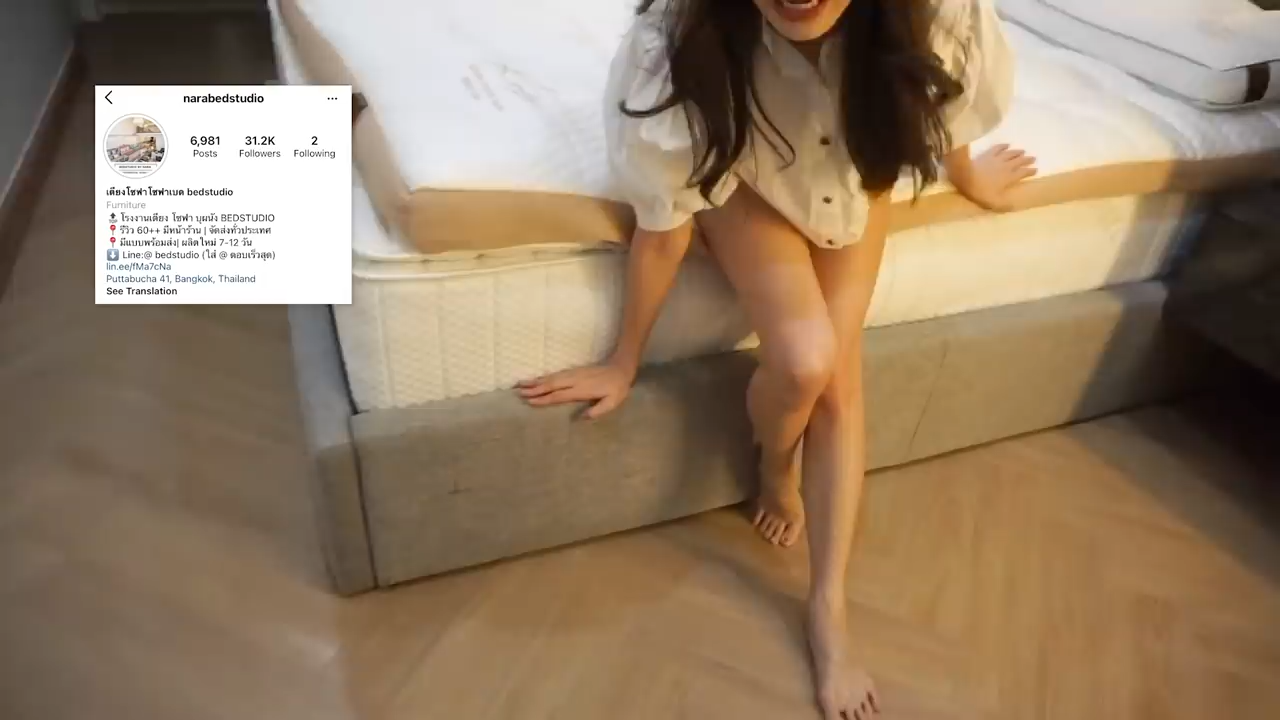 narabedstudio
6,981 31.2K 2
Posts Followers Following
เตียงโซฟาโซฟาเบด bedstudio
Furniture
โรงงานเตียง โซฟา บุผนัง BEDSTUDIO
รีวิว 60++ มีหน้าร้าน | จัดส่งทั่วประเทศ
มีแบบพร้อมส่ง| ผลิตใหม่ 7-12 วัน
Line:@ bedstudio (ใส่ @ ตอบเร็วสุด)
lin.ee/fMa7cNa
Puttabucha 41, Bangkok, Thailand
See Translation